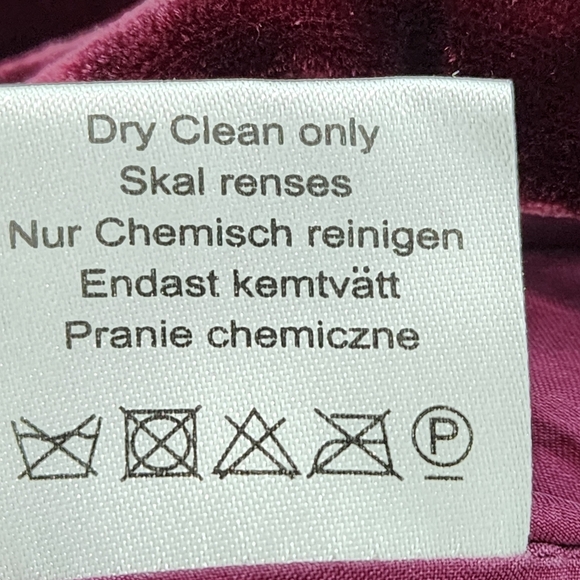 Dry Clean only
Skal renses
Nur Chemisch reinigen
Endast kemtvätt
Pranie chemiczne
P